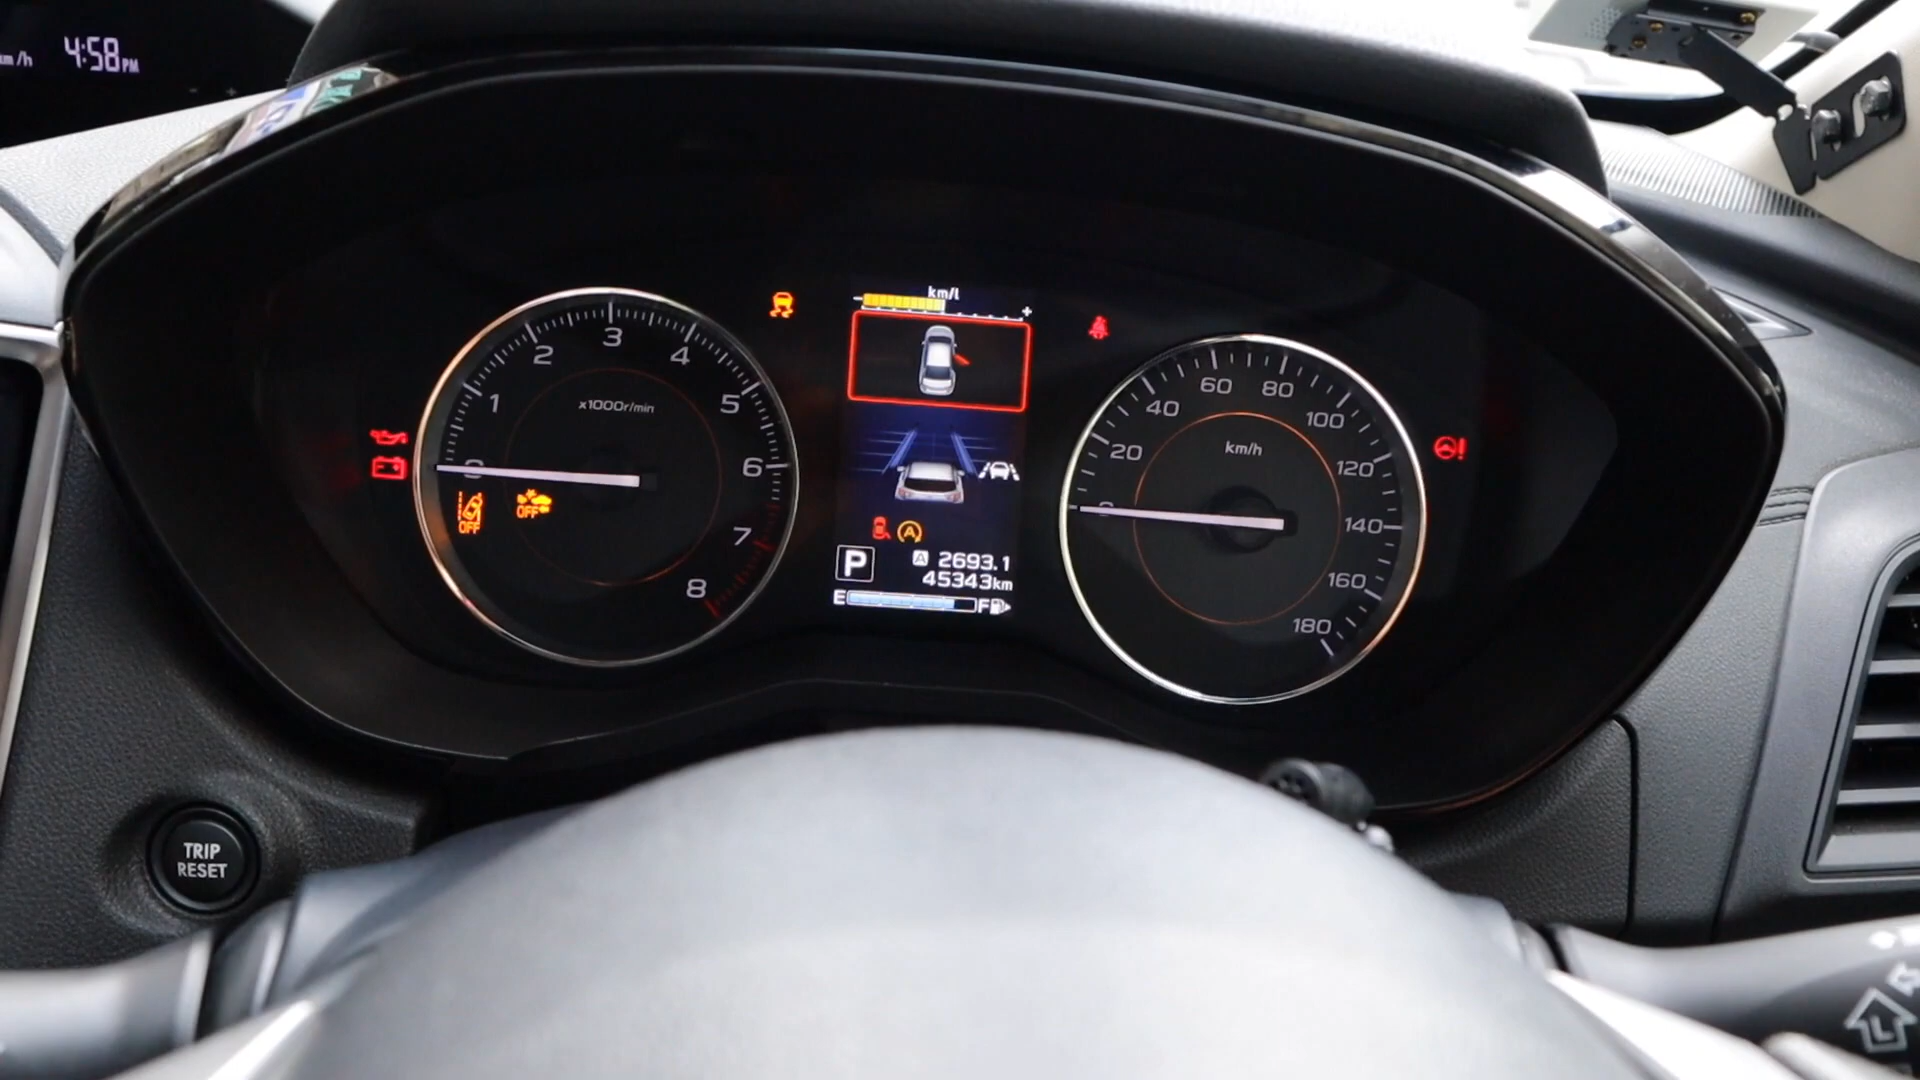 km/h 4:58PM
km/l
- +
3
2 4
1 5
x1000r/min
6
7
8
OFF OFF
60 80
40 100
20 120
km/h
140
160
180
A
P A 2693.1
45343km
E F
TRIP
RESET
L